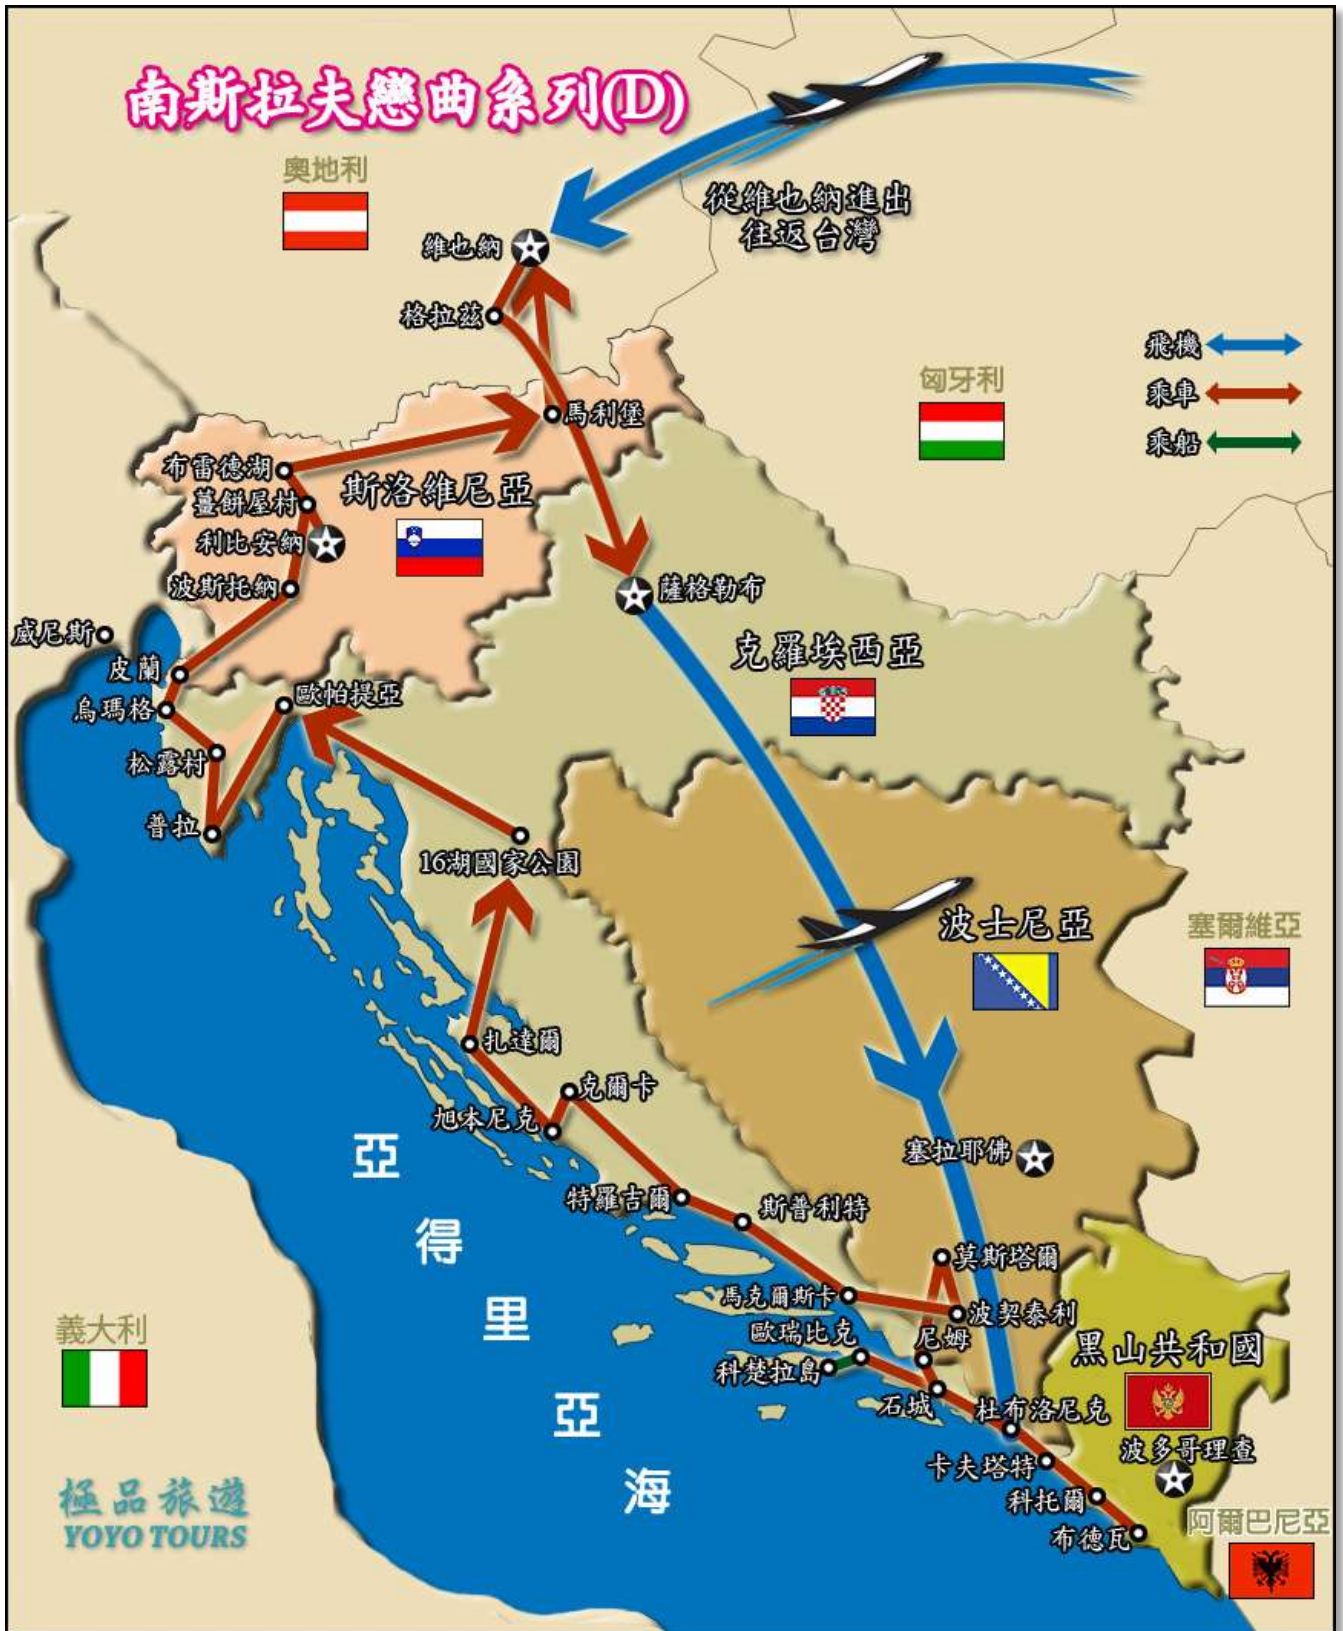 南斯拉夫戀曲系列(D)
奧地利
從維也納進出
往返台灣
維也納
格拉茲
飛機
匈牙利
乘車
馬利堡
乘船
布雷德湖
斯洛維尼亞
薑餅屋村
利比安納
波斯托納
薩格勒布
威尼斯
克羅埃西亞
皮蘭
歐帕提亞
烏瑪格
松露村
普拉
16湖國家公園
波士尼亞
塞爾維亞
扎達爾
克爾卡
旭本尼克
亞
得
里
亞
海
塞拉耶佛
特羅吉爾
斯普利特
莫斯塔爾
馬克爾斯卡
波契泰利
義大利
歐瑞比克
尼姆
黑山共和國
科楚拉島
石城
杜布洛尼克
波多哥理查
卡夫塔特
科托爾
極品旅遊
YOYO TOURS
布德瓦
阿爾巴尼亞